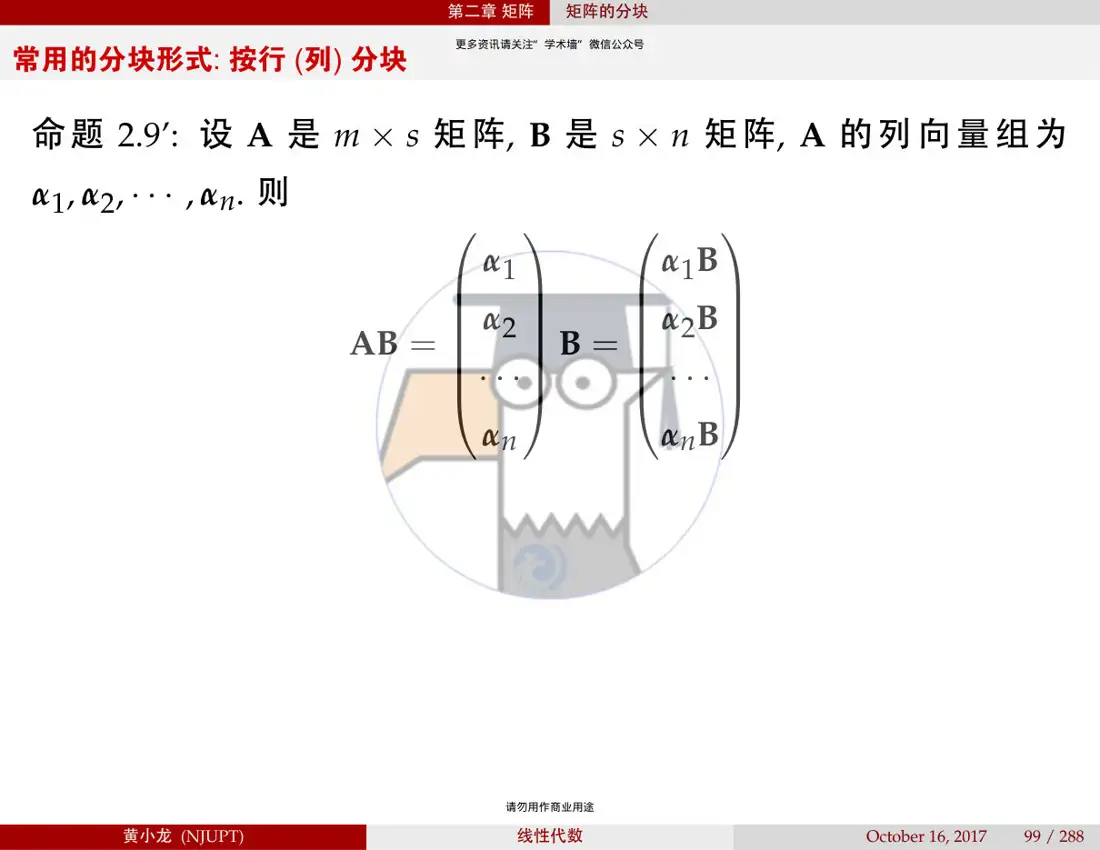 第二章 矩阵 矩阵的分块
更多资讯请关注“学术墙”微信公众号
常用的分块形式: 按行 (列) 分块
命题 2.9’: 设 A 是 m × s 矩阵, B 是 s × n 矩阵, A 的列向量组为
α₁, α₂, ⋯ , αₙ. 则
AB = (α₁ α₂ ⋯ αₙ) B = (α₁B α₂B ⋯ αₙB)
请勿用作商业用途
黄小龙 (NJUPT) 线性代数 October 16, 2017 99 / 288